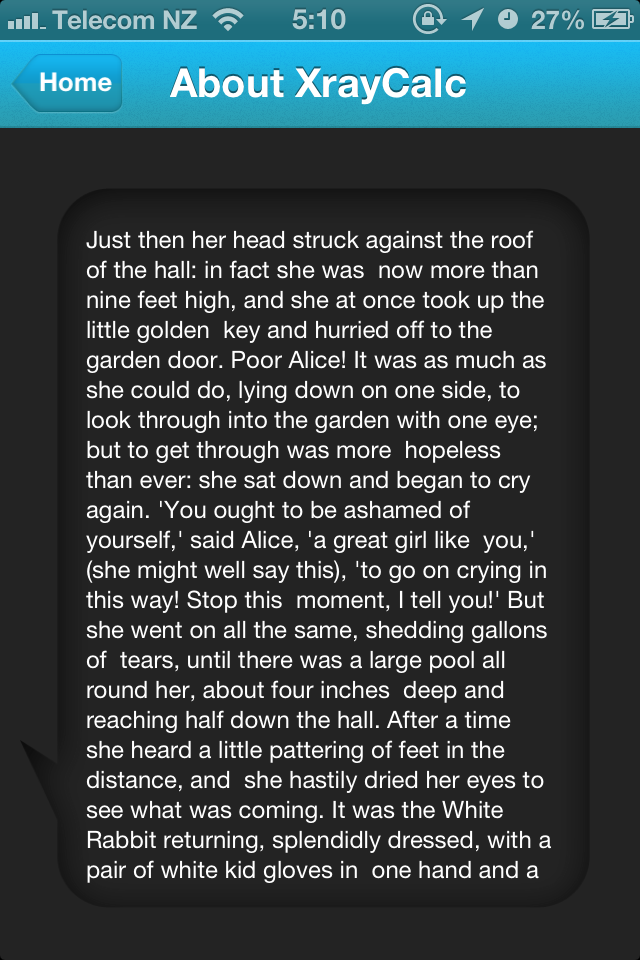 Telecom NZ 5:10 27%
Home About XrayCalc
Just then her head struck against the roof
of the hall: in fact she was  now more than
nine feet high, and she at once took up the
little golden  key and hurried off to the
garden door. Poor Alice! It was as much as
she could do, lying down on one side, to
look through into the garden with one eye;
but to get through was more  hopeless
than ever: she sat down and began to cry
again. 'You ought to be ashamed of
yourself,' said Alice, 'a great girl like  you,'
(she might well say this), 'to go on crying in
this way! Stop this  moment, I tell you!' But
she went on all the same, shedding gallons
of  tears, until there was a large pool all
round her, about four inches  deep and
reaching half down the hall. After a time
she heard a little pattering of feet in the
distance, and  she hastily dried her eyes to
see what was coming. It was the White
Rabbit returning, splendidly dressed, with a
pair of white kid gloves in  one hand and a